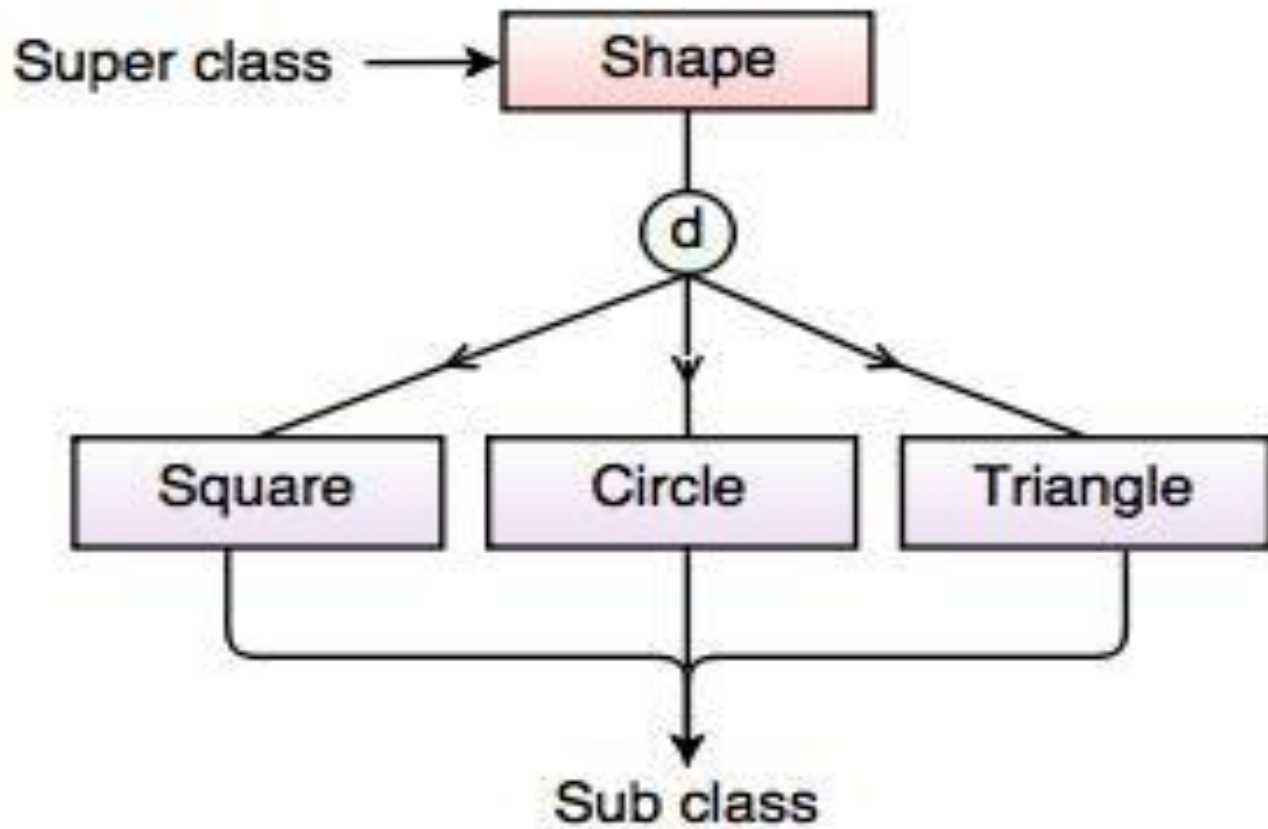 Super class
Shape
d
Square
Circle
Triangle
Sub class